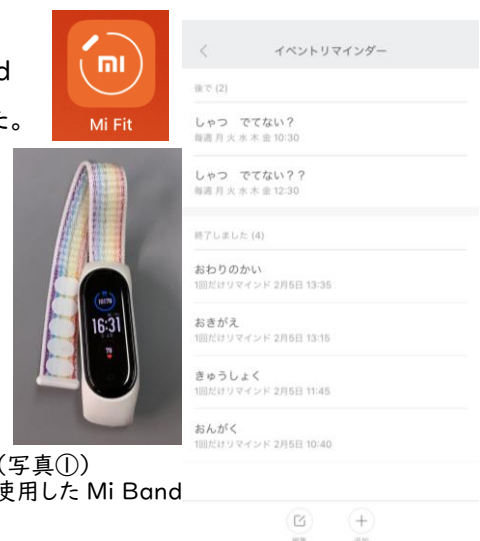 d
た。
mi
Mi Fit
16:31
(写真①)
使用した Mi Band
イベントリマインダー
後で (2)
しゃつ でてない?
毎週 月 火 水 木 金 10:30
しゃつ でてない??
毎週 月 火 水 木 金 12:30
終了しました (4)
おわりのかい
1回だけリマインド 2月5日 13:35
おきがえ
1回だけリマインド 2月5日 13:15
きゅうしょく
1回だけリマインド 2月5日 11:45
おんがく
1回だけリマインド 2月5日 10:40